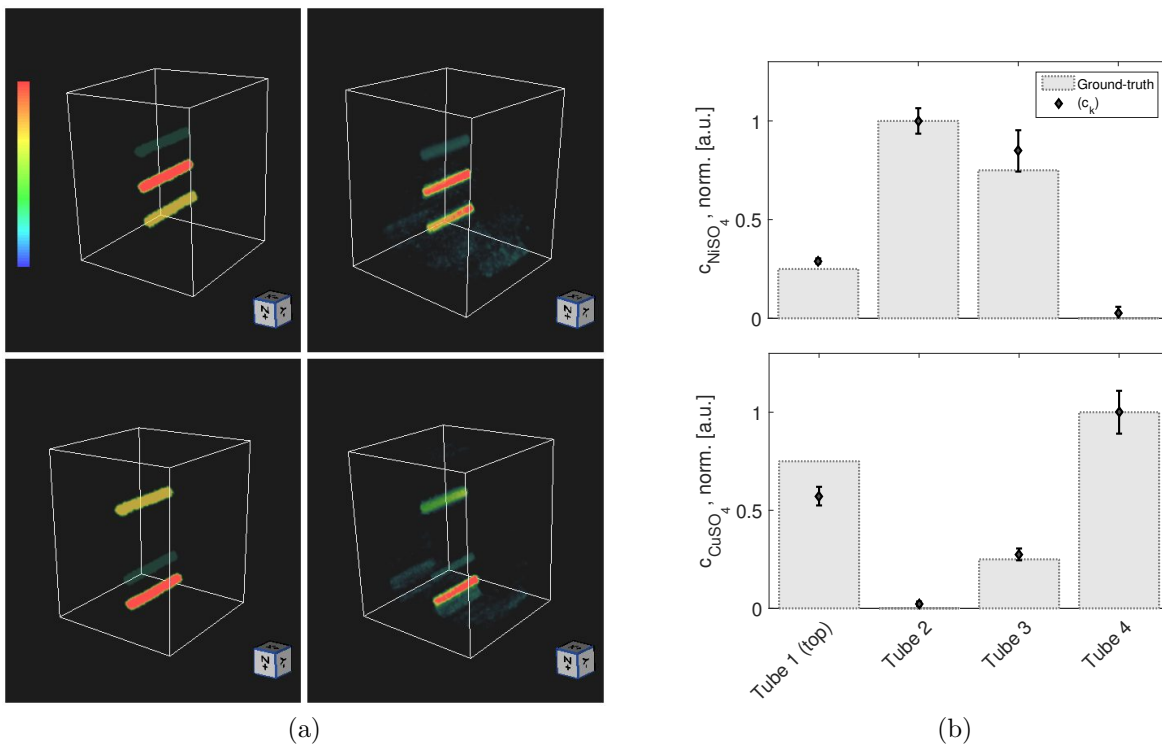 Ground-truth
(c_k)
c_NiSO_4, norm. [a.u.]
1
0.5
0
c_CuSO_4, norm. [a.u.]
1
0.5
0
Tube 1 (top)
Tube 2
Tube 3
Tube 4
(a)
(b)